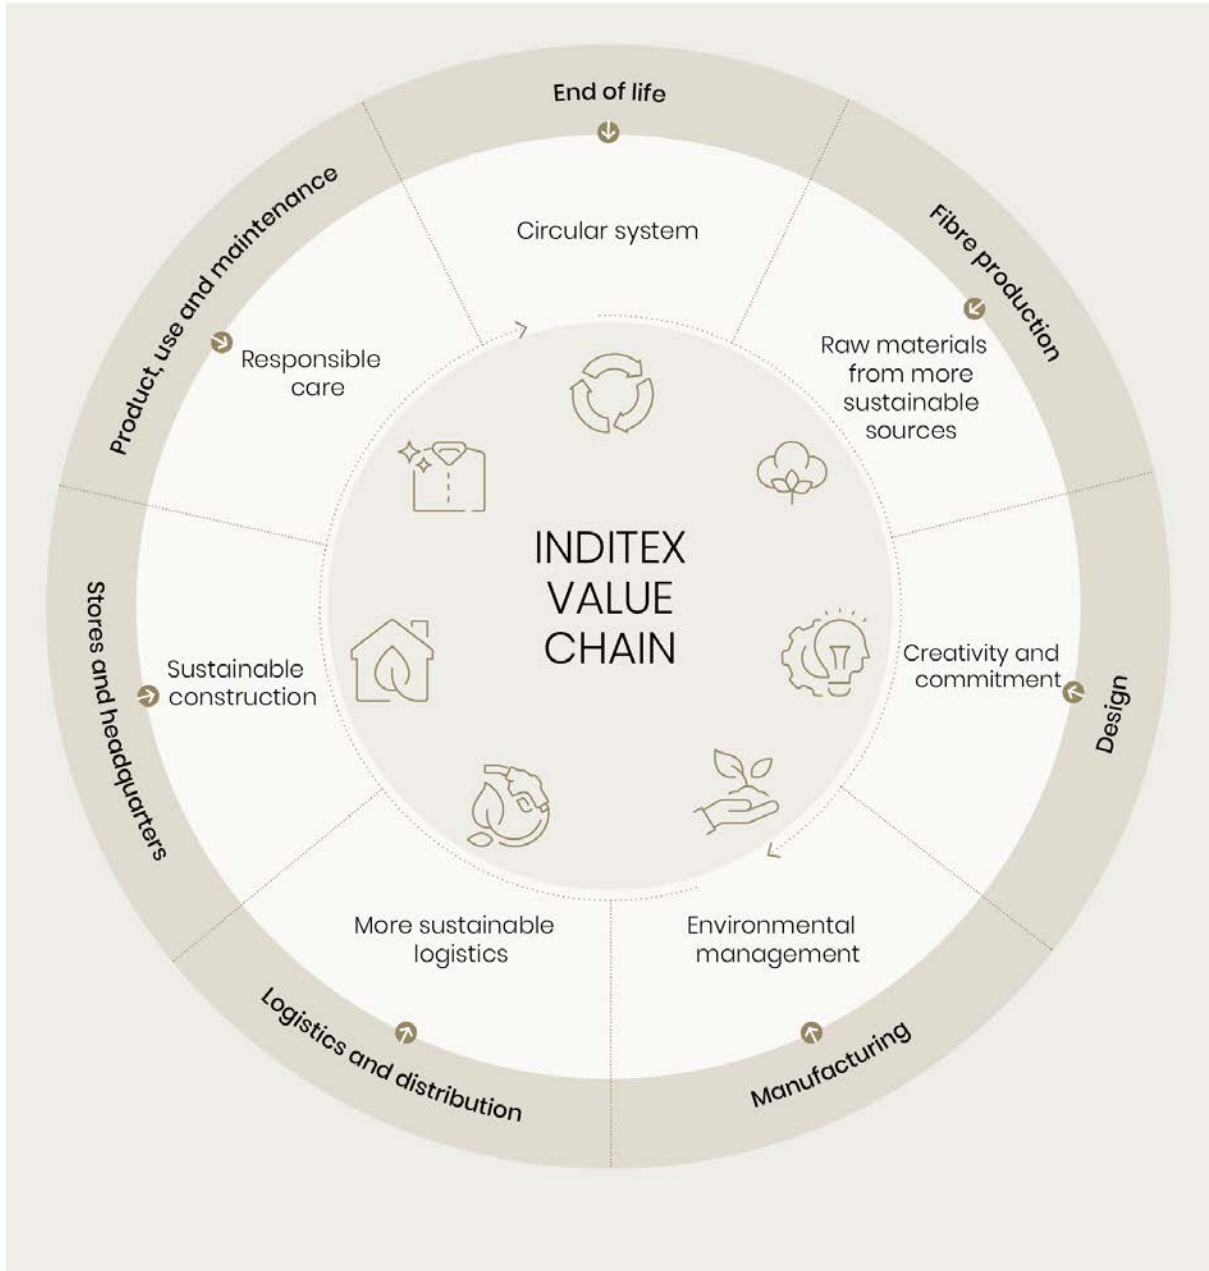 End of life
Circular system
Fibre production
Raw materials
from more
sustainable
sources
Design
Creativity and
commitment
Manufacturing
Environmental
management
Logistics and distribution
More sustainable
logistics
Stores and headquarters
Sustainable
construction
Product, use and maintenance
Responsible
care
INDITEX
VALUE
CHAIN